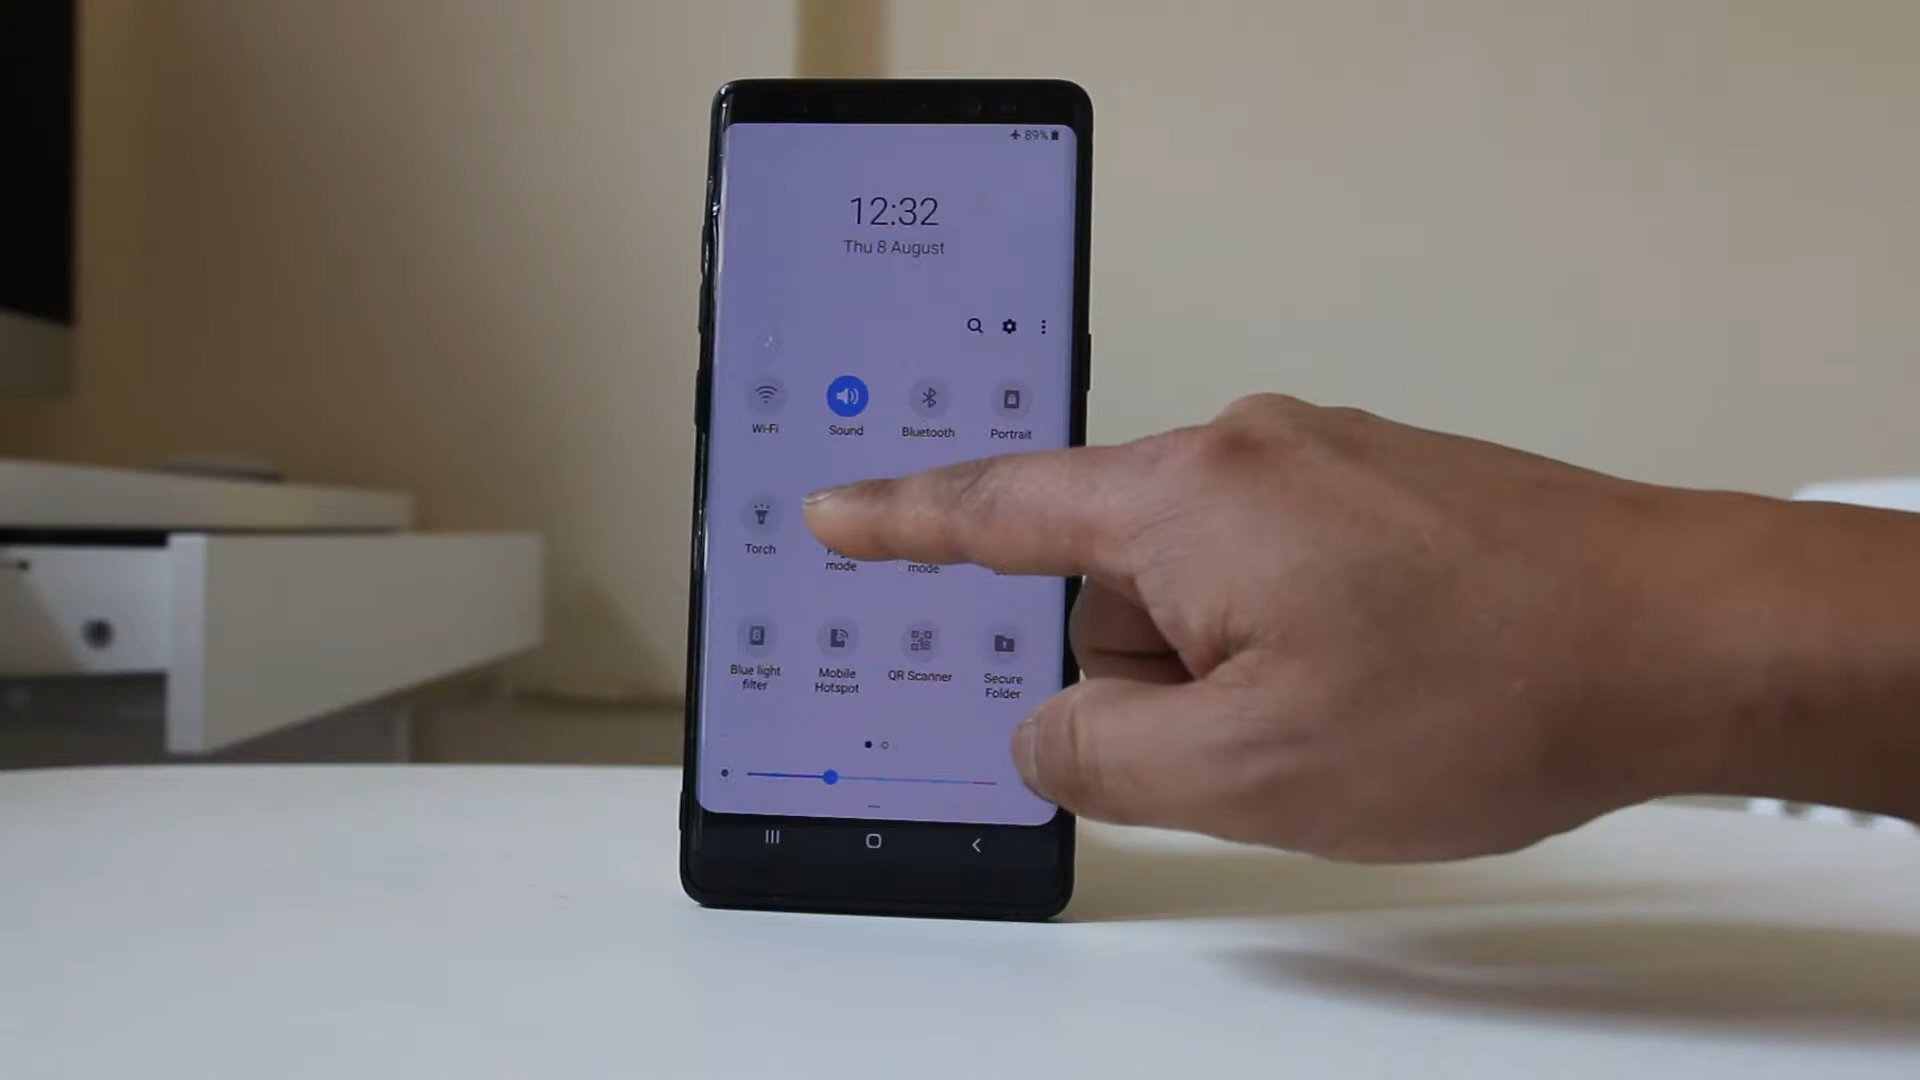 89%
12:32
Thu 8 August
Wi-Fi
Sound
Bluetooth
Portrait
Torch
mode
mode
Blue light
filter
Mobile
Hotspot
QR Scanner
Secure
Folder